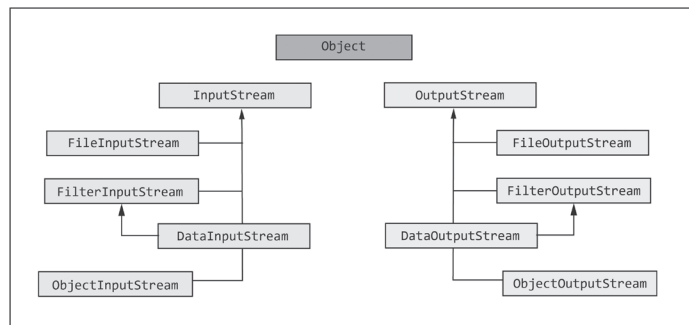 Object
InputStream
OutputStream
FileInputStream
FileOutputStream
FilterInputStream
FilterOutputStream
DataInputStream
DataOutputStream
ObjectInputStream
ObjectOutputStream